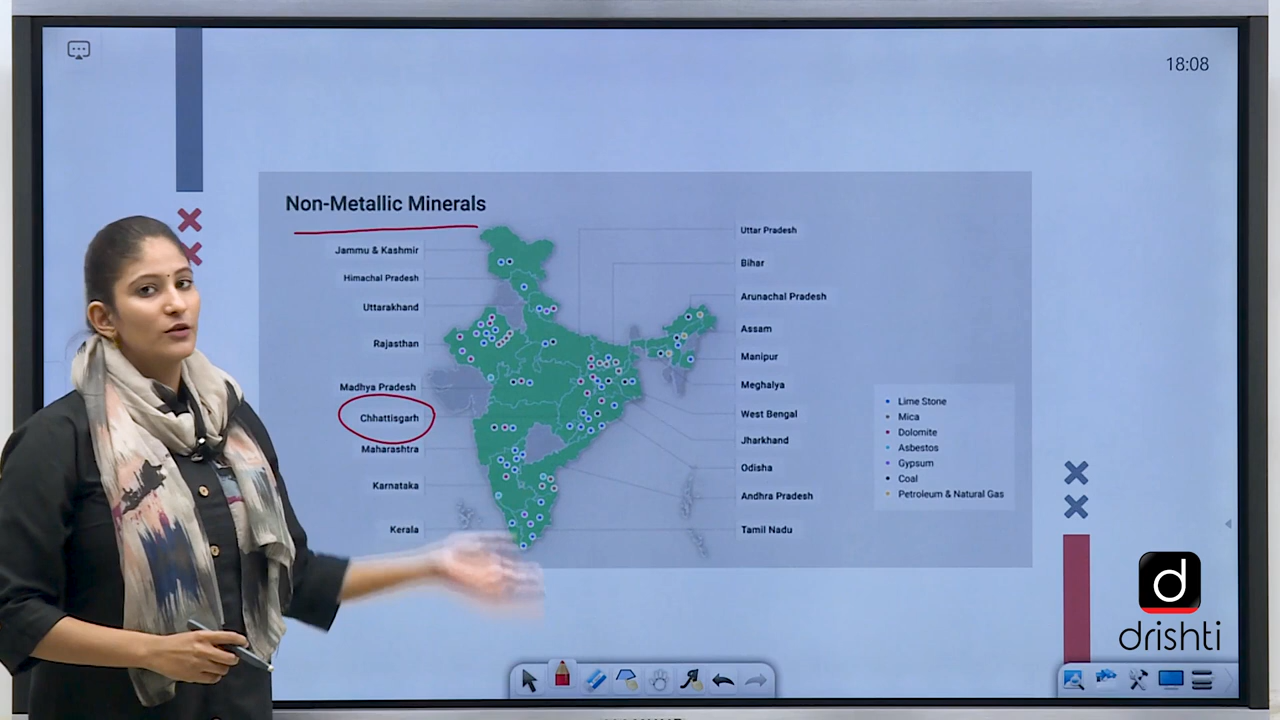 18:08
Non-Metallic Minerals
Jammu & Kashmir
Himachal Pradesh
Uttarakhand
Rajasthan
Madhya Pradesh
Chhattisgarh
Maharashtra
Karnataka
Kerala
Uttar Pradesh
Bihar
Arunachal Pradesh
Assam
Manipur
Meghalya
West Bengal
Jharkhand
Odisha
Andhra Pradesh
Tamil Nadu
Lime Stone
Mica
Dolomite
Asbestos
Gypsum
Coal
Petroleum & Natural Gas
d
drishti